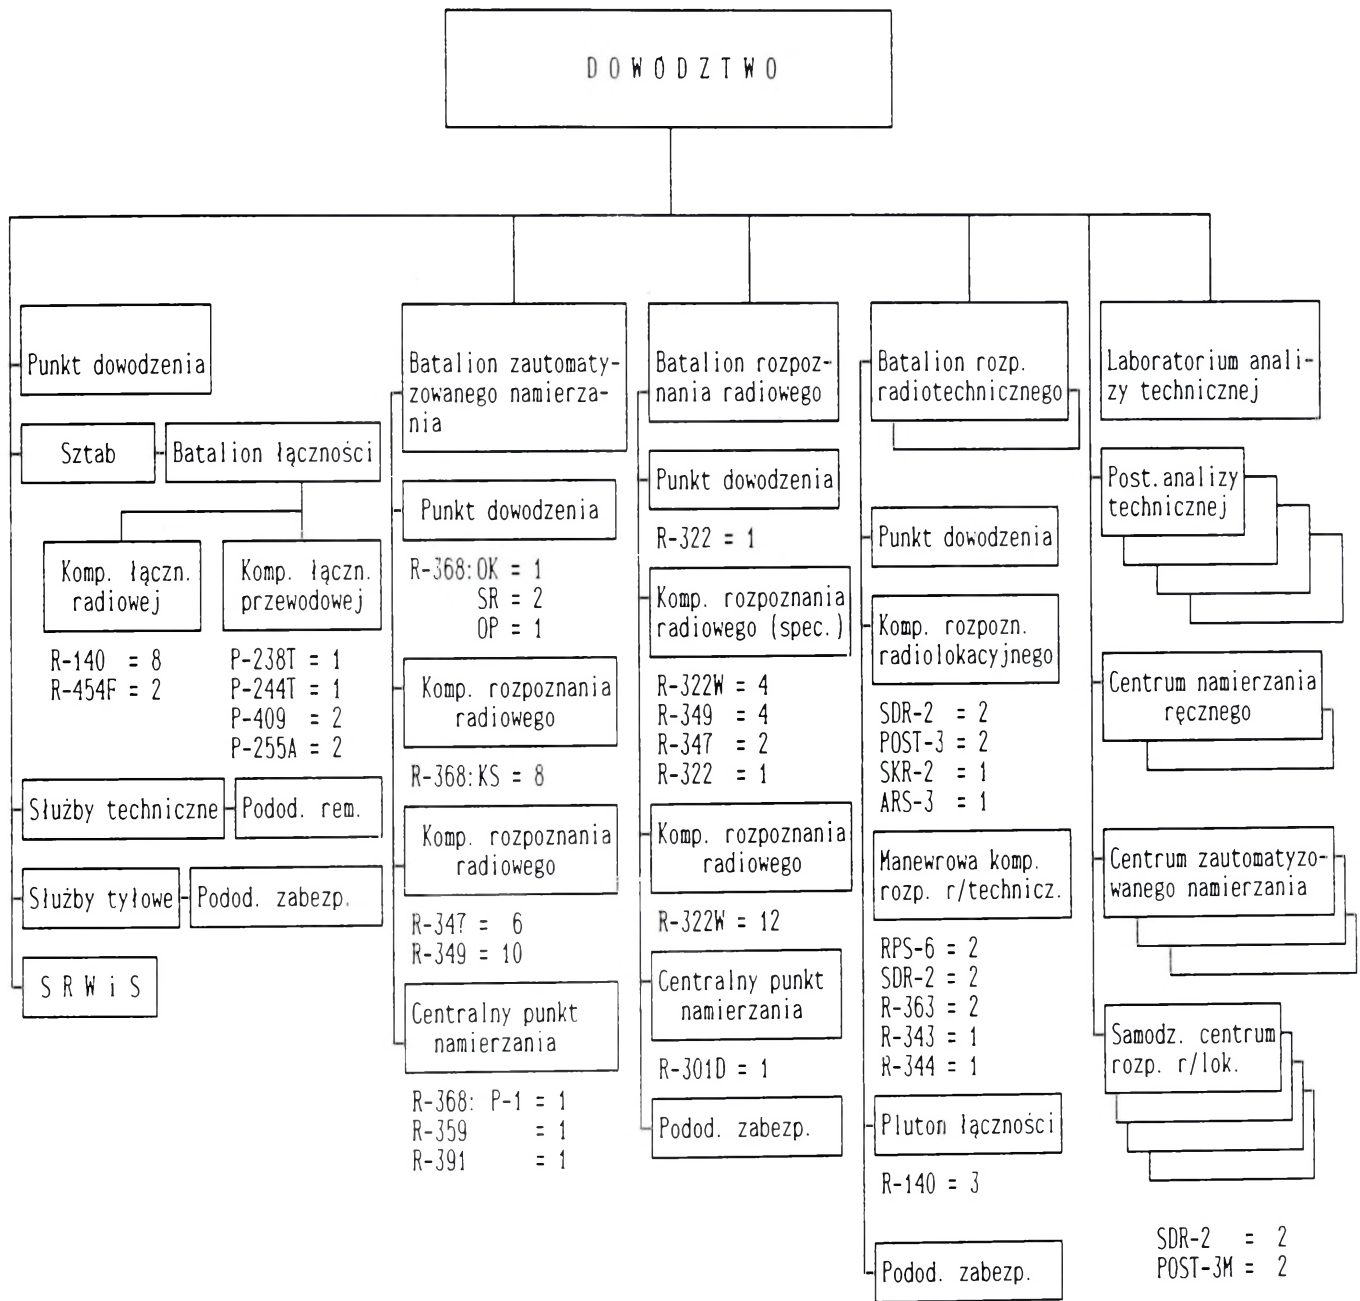 DOWÓDZTWO
Punkt dowodzenia
Sztab
Batalion łączności
Komp. łączn.
radiowej
R-140 = 8
R-454F = 2
Komp. łączn.
przewodowej
P-238T = 1
P-244T = 1
P-409 = 2
P-255A = 2
Służby techniczne
Podod. rem.
Służby tyłowe
Podod. zabezp.
S R W i S
Batalion zautomaty-
zowanego namierza-
nia
Punkt dowodzenia
R-368:OK = 1
SR = 2
OP = 1
Komp. rozpoznania
radiowego
R-368:KS = 8
Komp. rozpoznania
radiowego
R-347 = 6
R-349 = 10
Centralny punkt
namierzania
R-368: P-1 = 1
R-359 = 1
R-391 = 1
Batalion rozpoz-
nania radiowego
Punkt dowodzenia
R-322 = 1
Komp. rozpoznania
radiowego (spec.)
R-322W = 4
R-349 = 4
R-347 = 2
R-322 = 1
Komp. rozpoznania
radiowego
R-322W = 12
Centralny punkt
namierzania
R-301D = 1
Podod. zabezp.
Batalion rozp.
radiotechnicznego
Punkt dowodzenia
Komp. rozpozn.
radiolokacyjnego
SDR-2 = 2
POST-3 = 2
SKR-2 = 1
ARS-3 = 1
Manewrowa komp.
rozp. r/technicz.
RPS-6 = 2
SDR-2 = 2
R-363 = 2
R-343 = 1
R-344 = 1
Pluton łączności
R-140 = 3
Podod. zabezp.
Laboratorium anali-
zy technicznej
Post.analizy
technicznej
Centrum namierzania
ręcznego
Centrum zautomatyzo-
wanego namierzania
Samodz. centrum
rozp. r/lok.
SDR-2 = 2
POST-3M = 2